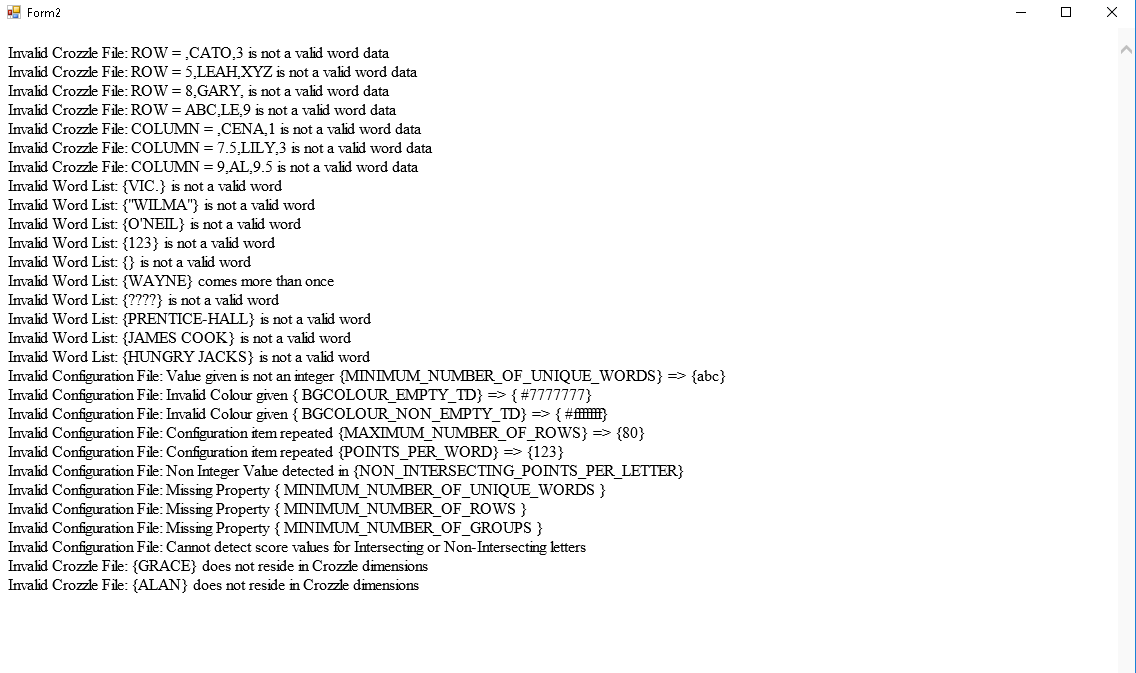 Form2
Invalid Crozzle File: ROW = ,CATO,3 is not a valid word data
Invalid Crozzle File: ROW = 5,LEAH,XYZ is not a valid word data
Invalid Crozzle File: ROW = 8,GARY, is not a valid word data
Invalid Crozzle File: ROW = ABC,LE,9 is not a valid word data
Invalid Crozzle File: COLUMN = ,CENA,1 is not a valid word data
Invalid Crozzle File: COLUMN = 7.5,LILY,3 is not a valid word data
Invalid Crozzle File: COLUMN = 9,AL,9.5 is not a valid word data
Invalid Word List: {VIC.} is not a valid word
Invalid Word List: {"WILMA"} is not a valid word
Invalid Word List: {O'NEIL} is not a valid word
Invalid Word List: {123} is not a valid word
Invalid Word List: {} is not a valid word
Invalid Word List: {WAYNE} comes more than once
Invalid Word List: {????} is not a valid word
Invalid Word List: {PRENTICE-HALL} is not a valid word
Invalid Word List: {JAMES COOK} is not a valid word
Invalid Word List: {HUNGRY JACKS} is not a valid word
Invalid Configuration File: Value given is not an integer {MINIMUM_NUMBER_OF_UNIQUE_WORDS} => {abc}
Invalid Configuration File: Invalid Colour given { BGCOLOUR_EMPTY_TD} => { #7777777}
Invalid Configuration File: Invalid Colour given { BGCOLOUR_NON_EMPTY_TD} => { #fffffff}
Invalid Configuration File: Configuration item repeated {MAXIMUM_NUMBER_OF_ROWS} => {80}
Invalid Configuration File: Configuration item repeated {POINTS_PER_WORD} => {123}
Invalid Configuration File: Non Integer Value detected in {NON_INTERSECTING_POINTS_PER_LETTER}
Invalid Configuration File: Missing Property { MINIMUM_NUMBER_OF_UNIQUE_WORDS }
Invalid Configuration File: Missing Property { MINIMUM_NUMBER_OF_ROWS }
Invalid Configuration File: Missing Property { MINIMUM_NUMBER_OF_GROUPS }
Invalid Configuration File: Cannot detect score values for Intersecting or Non-Intersecting letters
Invalid Crozzle File: {GRACE} does not reside in Crozzle dimensions
Invalid Crozzle File: {ALAN} does not reside in Crozzle dimensions